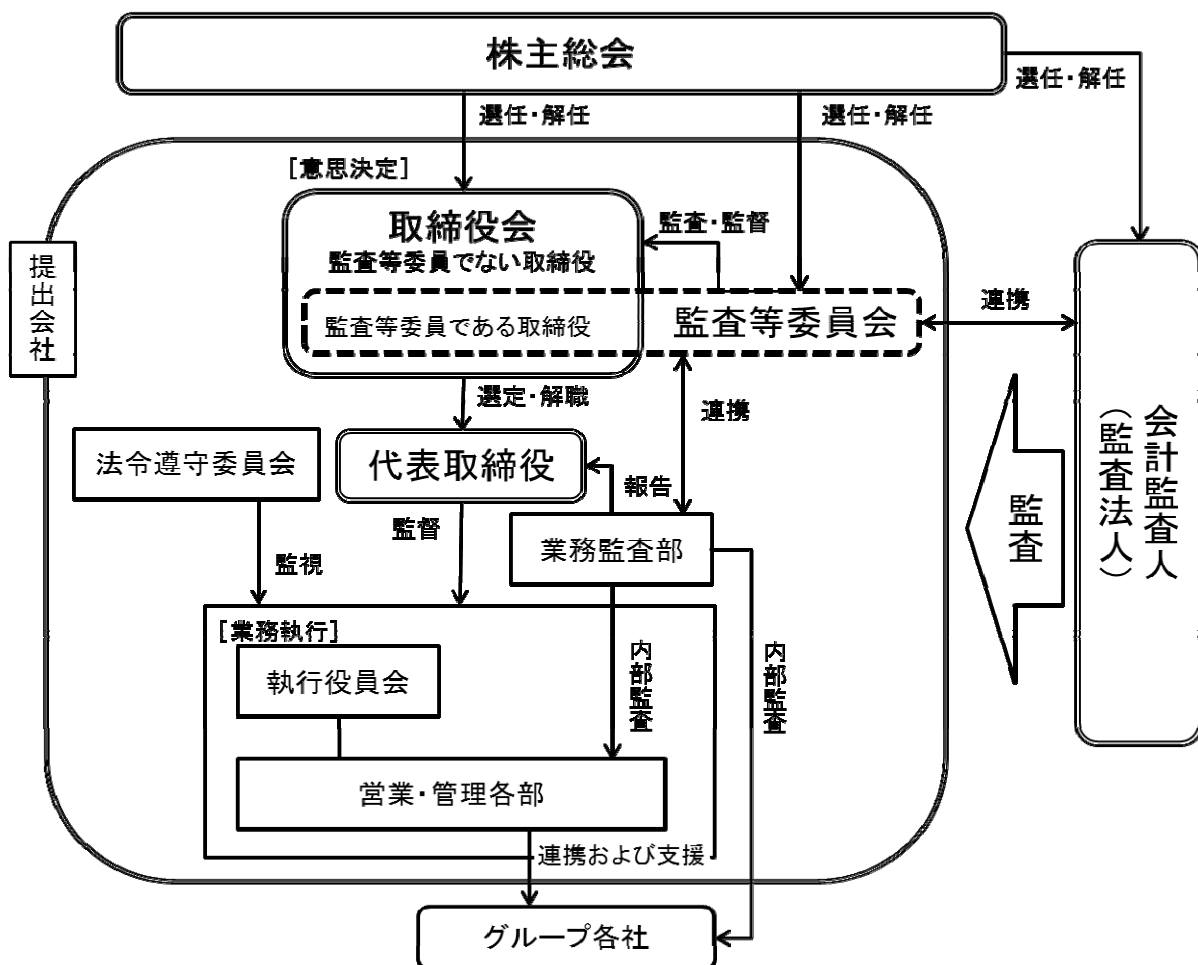 株主総会
選任・解任
選任・解任
選任・解任
[意思決定]
取締役会
監査等委員でない取締役
監査・監督
提出会社
監査等委員である取締役
監査等委員会
連携
選定・解職
連携
法令遵守委員会
代表取締役
報告
監督
業務監査部
監視
会計監査人
(監査法人)
監査
[業務執行]
執行役員会
内部監査
内部監査
営業・管理各部
連携および支援
グループ各社